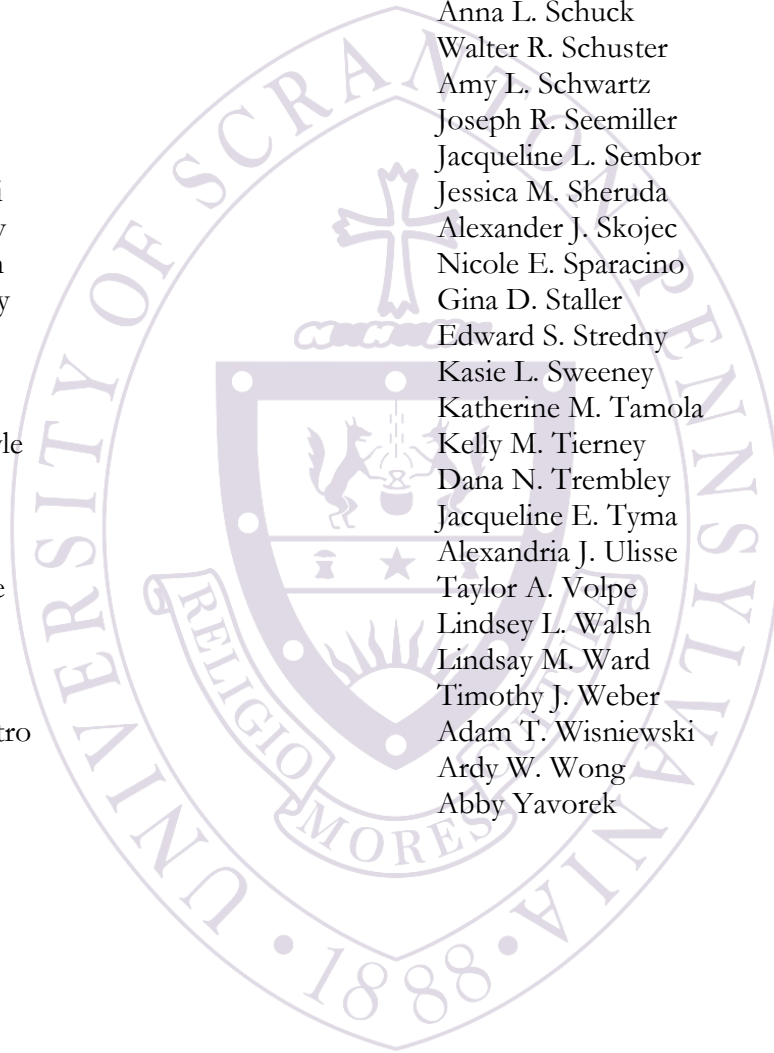 Anna L. Schuck
Walter R. Schuster
Amy L. Schwartz
Joseph R. Seemiller
Jacqueline L. Sembor
Jessica M. Sheruda
Alexander J. Skojec
Nicole E. Sparacino
Gina D. Staller
Edward S. Stredny
Kasie L. Sweeney
Katherine M. Tamola
Kelly M. Tierney
Dana N. Trembley
Jacqueline E. Tyma
Alexandria J. Ulisse
Taylor A. Volpe
Lindsey L. Walsh
Lindsay M. Ward
Timothy J. Weber
Adam T. Wisniewski
Ardy W. Wong
Abby Yavorek
UNIVERSITY OF SCRANTON PENNSYLVANIA
RELIGIO MORES CULTURA
• 1888 •